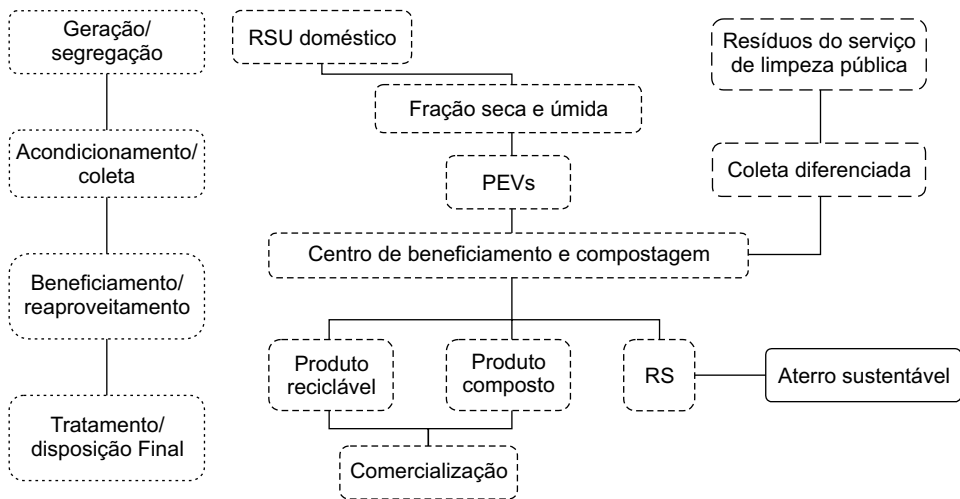 Geração/
segregação
Acondicionamento/
coleta
Beneficiamento/
reaproveitamento
Tratamento/
disposição Final
RSU doméstico
Fração seca e úmida
PEVs
Resíduos do serviço
de limpeza pública
Coleta diferenciada
Centro de beneficiamento e compostagem
Produto
reciclável
Produto
composto
RS
Aterro sustentável
Comercialização